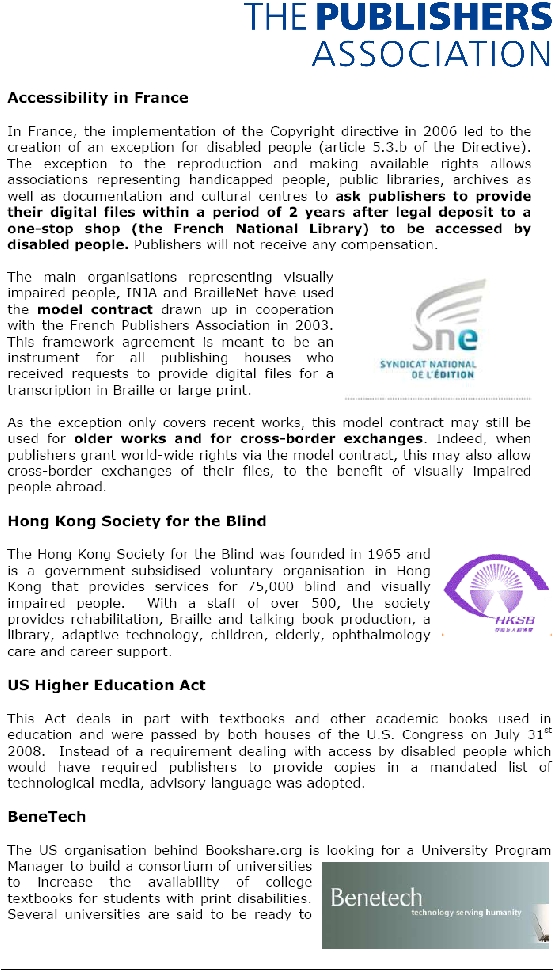 THE PUBLISHERS
ASSOCIATION
Accessibility in France
In France, the implementation of the Copyright directive in 2006 led to the
creation of an exception for disabled people (article 5.3.b of the Directive).
The exception to the reproduction and making available rights allows
associations representing handicapped people, public libraries, archives as
well as documentation and cultural centres to ask publishers to provide
their digital files within a period of 2 years after legal deposit to a
one-stop shop (the French National Library) to be accessed by
disabled people. Publishers will not receive any compensation.
The main organisations representing visually
impaired people, INJA and BrailleNet have used
the model contract drawn up in cooperation
with the French Publishers Association in 2003.
This framework agreement is meant to be an
instrument for all publishing houses who
received requests to provide digital files for a
transcription in Braille or large print.
sne
SYNDICAT NATIONAL
DE L'ÉDITION
As the exception only covers recent works, this model contract may still be
used for older works and for cross-border exchanges. Indeed, when
publishers grant world-wide rights via the model contract, this may also allow
cross-border exchanges of their files, to the benefit of visually impaired
people abroad.
Hong Kong Society for the Blind
The Hong Kong Society for the Blind was founded in 1965 and
is a government-subsidised voluntary organisation in Hong
Kong that provides services for 75,000 blind and visually
impaired people. With a staff of over 500, the society
provides rehabilitation, Braille and talking book production, a
library, adaptive technology, children, elderly, ophthalmology
care and career support.
HKSB
US Higher Education Act
This Act deals in part with textbooks and other academic books used in
education and were passed by both houses of the U.S. Congress on July 31st
2008. Instead of a requirement dealing with access by disabled people which
would have required publishers to provide copies in a mandated list of
technological media, advisory language was adopted.
BeneTech
The US organisation behind Bookshare.org is looking for a University Program
Manager to build a consortium of universities
to increase the availability of college
textbooks for students with print disabilities.
Several universities are said to be ready to
Benetech
technology serving humanity